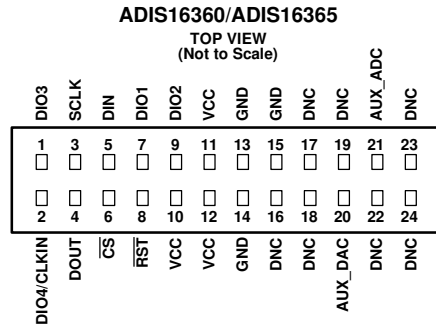 ADIS16360/ADIS16365
TOP VIEW
(Not to Scale)
DIO3 SCLK DIN DIO1 DIO2 VCC GND GND DNC DNC AUX_ADC DNC
1 3 5 7 9 11 13 15 17 19 21 23
2 4 6 8 10 12 14 16 18 20 22 24
DIO4/CLKIN DOUT C̅S̅ R̅S̅T̅ VCC VCC GND DNC DNC AUX_DAC DNC DNC